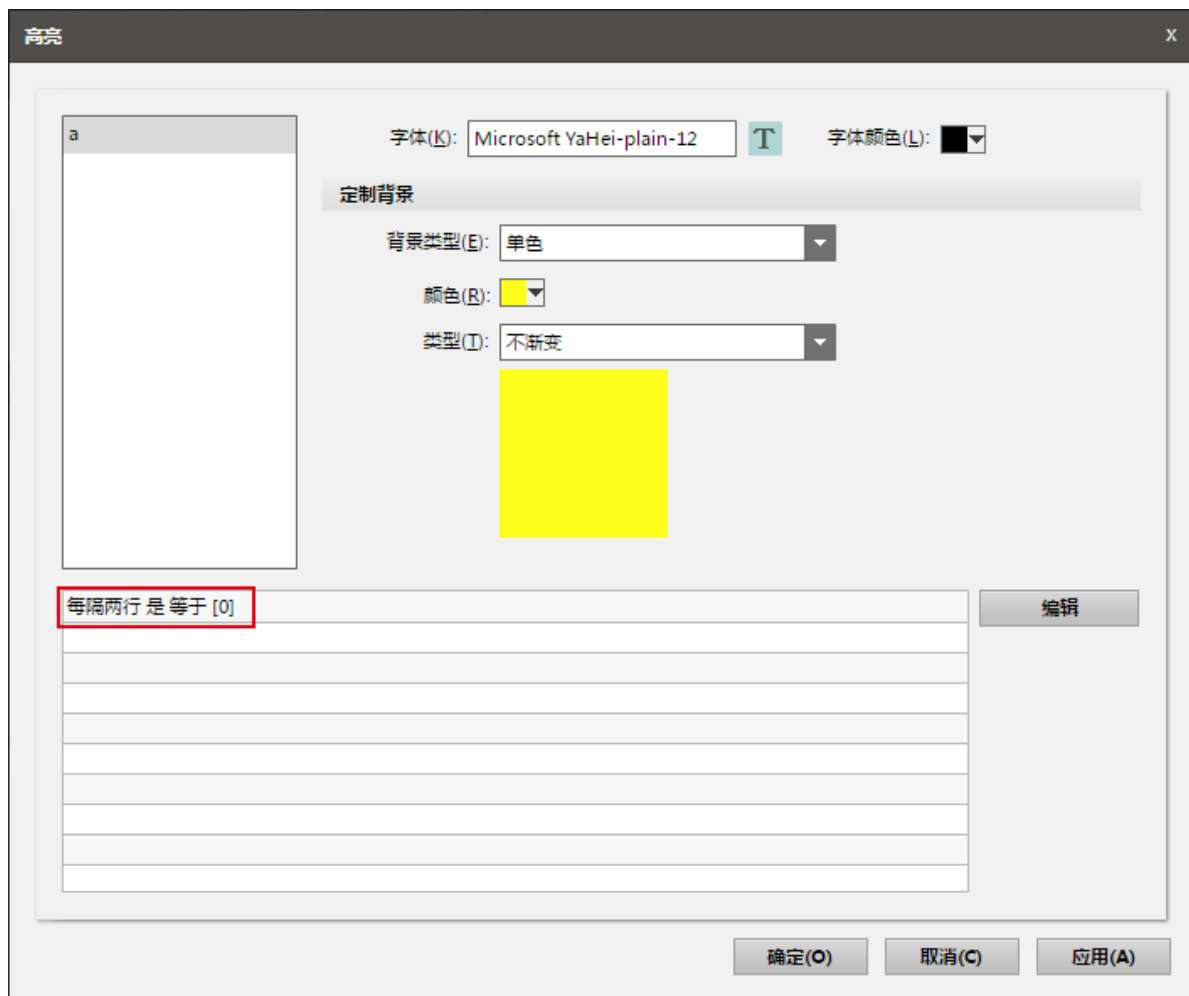 高亮 x
a
字体(K): Microsoft YaHei-plain-12 T 字体颜色(L):
定制背景
背景类型(E): 单色
颜色(R):
类型(T): 不渐变
每隔两行 是 等于 [0]
编辑
确定(O) 取消(C) 应用(A)